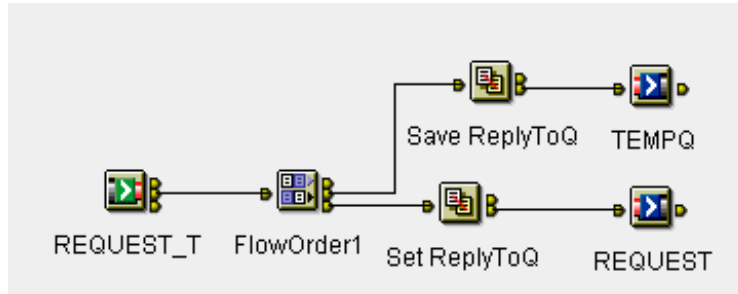 Save ReplyToQ
TEMPQ
REQUEST_T
FlowOrder1
Set ReplyToQ
REQUEST